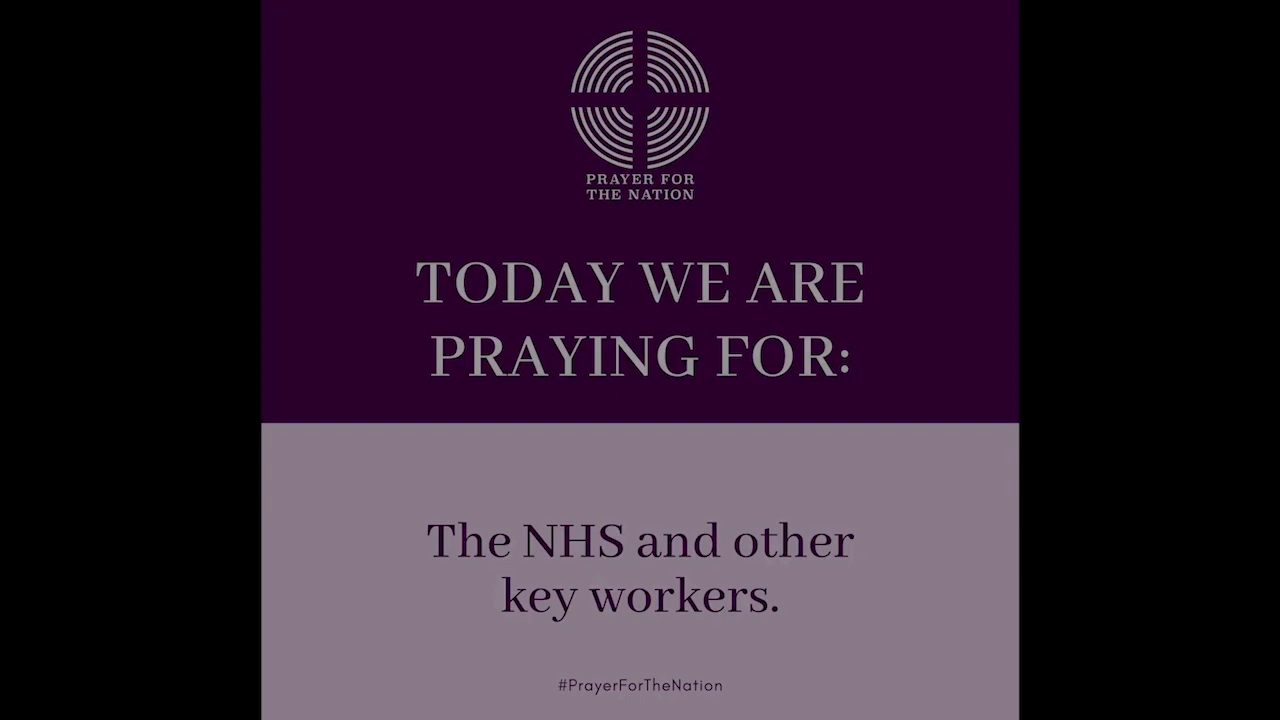 PRAYER FOR
THE NATION
TODAY WE ARE
PRAYING FOR:
The NHS and other
key workers.
#PrayerForTheNation